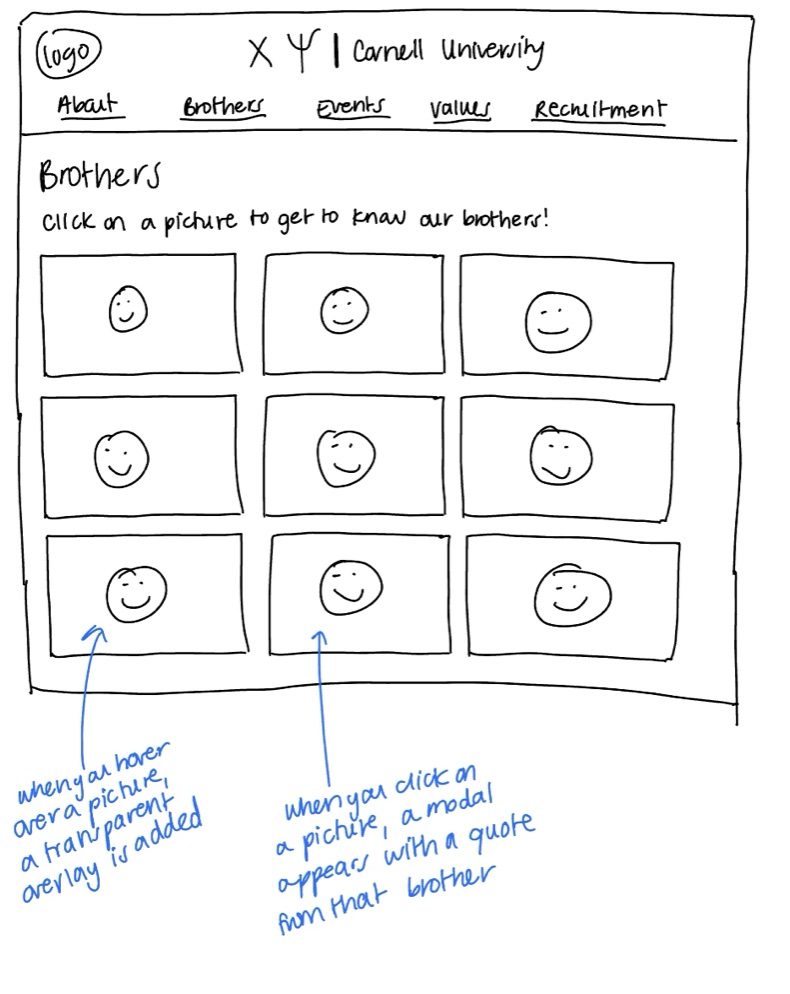 logo
Χ Ψ | Cornell University
About Brothers Events Values Recruitment
Brothers
Click on a picture to get to know our brothers!
when you hover
over a picture,
a transparent
overlay is added
when you click on
a picture, a modal
appears with a quote
from that brother